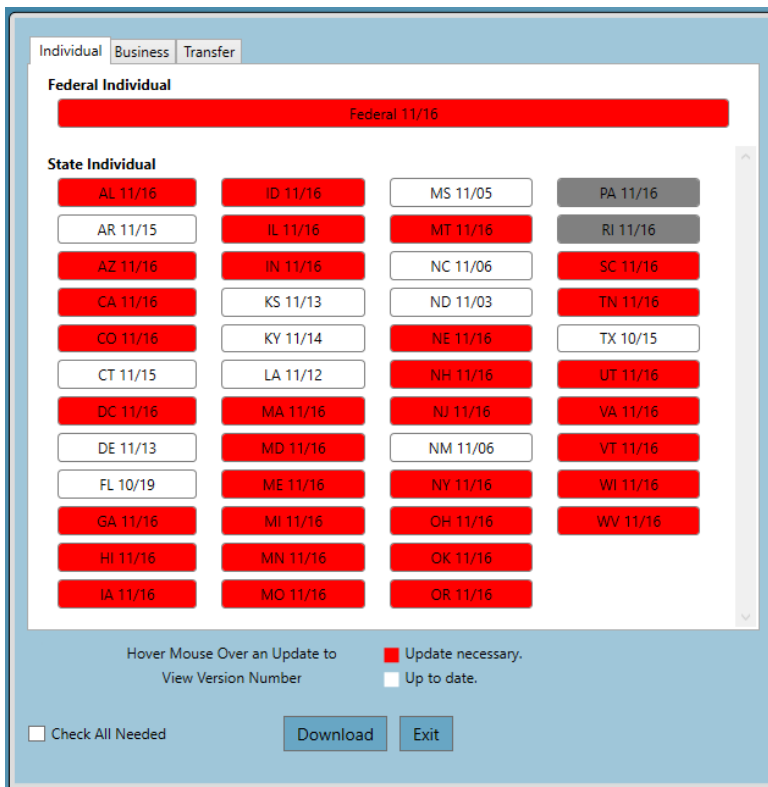 Individual Business Transfer
Federal Individual
Federal 11/16
State Individual
AL 11/16 ID 11/16 MS 11/05 PA 11/16
AR 11/15 IL 11/16 MT 11/16 RI 11/16
AZ 11/16 IN 11/16 NC 11/06 SC 11/16
CA 11/16 KS 11/13 ND 11/03 TN 11/16
CO 11/16 KY 11/14 NE 11/16 TX 10/15
CT 11/15 LA 11/12 NH 11/16 UT 11/16
DC 11/16 MA 11/16 NJ 11/16 VA 11/16
DE 11/13 MD 11/16 NM 11/06 VT 11/16
FL 10/19 ME 11/16 NY 11/16 WI 11/16
GA 11/16 MI 11/16 OH 11/16 WV 11/16
HI 11/16 MN 11/16 OK 11/16
IA 11/16 MO 11/16 OR 11/16
Hover Mouse Over an Update to Update necessary.
View Version Number Up to date.
Check All Needed Download Exit